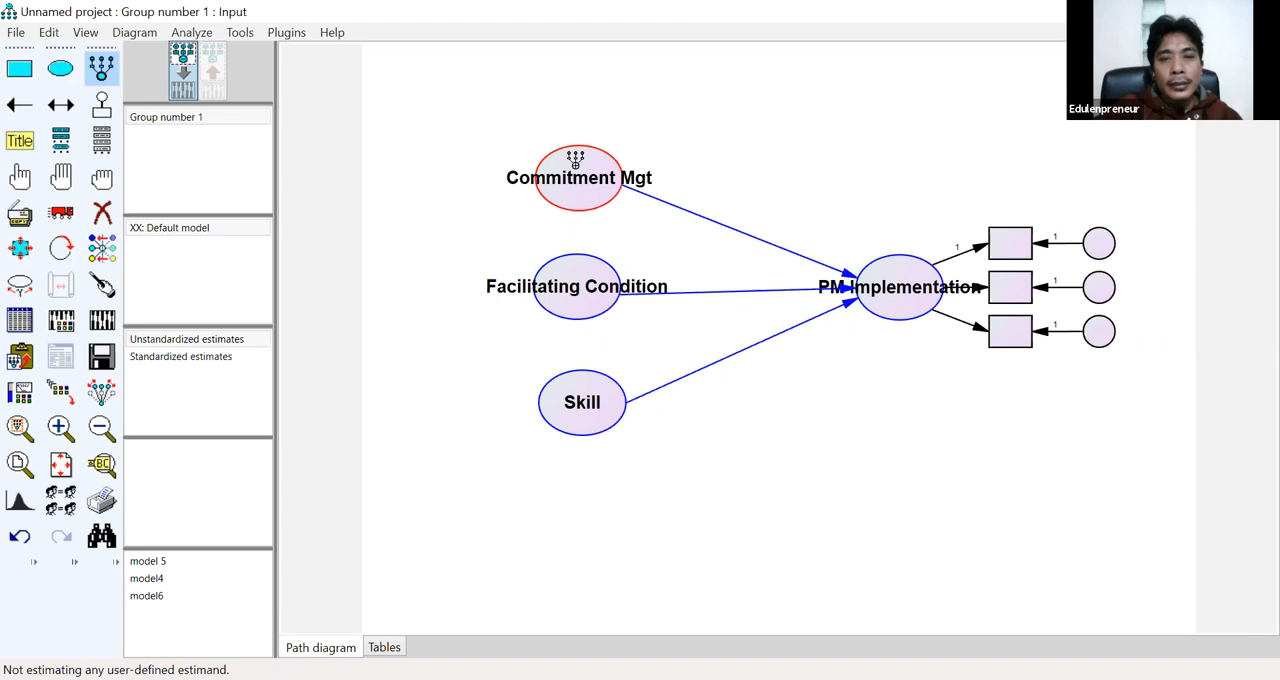 Unnamed project : Group number 1 : Input
File Edit View Diagram Analyze Tools Plugins Help
Edulenpreneur
Title
Group number 1
XX: Default model
Unstandardized estimates
Standardized estimates
model 5
model4
model6
Commitment Mgt
Facilitating Condition
Skill
PM Implementation
1
1
1
1
COPY
Y
ABC
Path diagram
Tables
Not estimating any user-defined estimand.